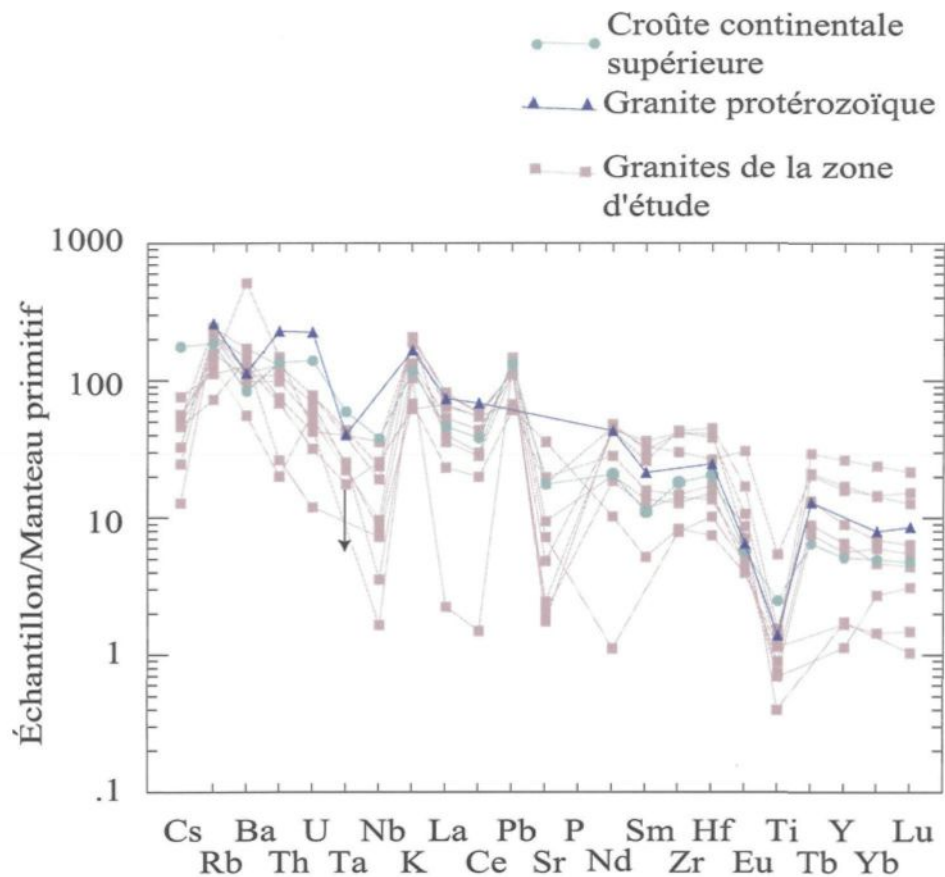 Croûte continentale
supérieure
Granite protérozoïque
Granites de la zone
d'étude
1000
100
10
1
.1
Échantillon/Manteau primitif
Cs Ba U Nb La Pb P Sm Hf Ti Y Lu
Rb Th Ta K Ce Sr Nd Zr Eu Tb Yb